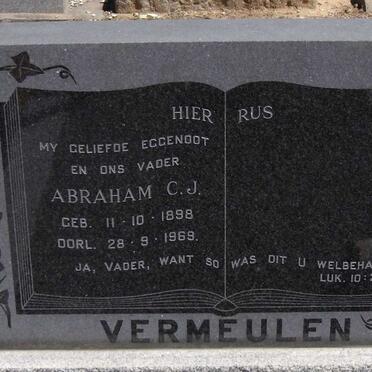 HIER RUS
MY GELIEFDE EGGENOOT
EN ONS VADER
ABRAHAM C.J.
GEB. 11·10·1898
OORL. 28·9·1969.
JA, VADER, WANT SO WAS DIT U
LUK. 10:
VERMEULEN